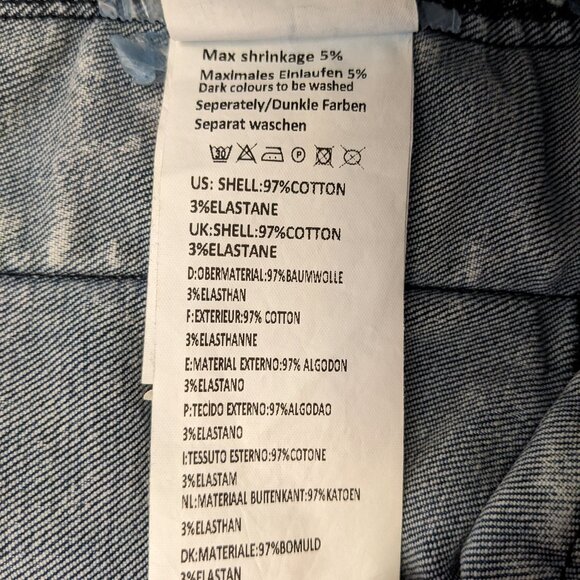 Max shrinkage 5%
Maximales Einlaufen 5%
Dark colours to be washed
Seperately/Dunkle Farben
Separat waschen
30 P
US: SHELL:97%COTTON
3%ELASTANE
UK:SHELL:97%COTTON
3%ELASTANE
D:OBERMATERIAL:97%BAUMWOLLE
3%ELASTHAN
F:EXTERIEUR:97% COTTON
3%ELASTHANNE
E:MATERIAL EXTERNO:97% ALGODON
3%ELASTANO
P:TECIDO EXTERNO:97%ALGODAO
3%ELASTANO
I:TESSUTO ESTERNO:97%COTONE
3%ELASTAM
NL:MATERIAAL BUITENKANT:97%KATOEN
3%ELASTHAN
DK:MATERIALE:97%BOMULD
3%ELASTAN